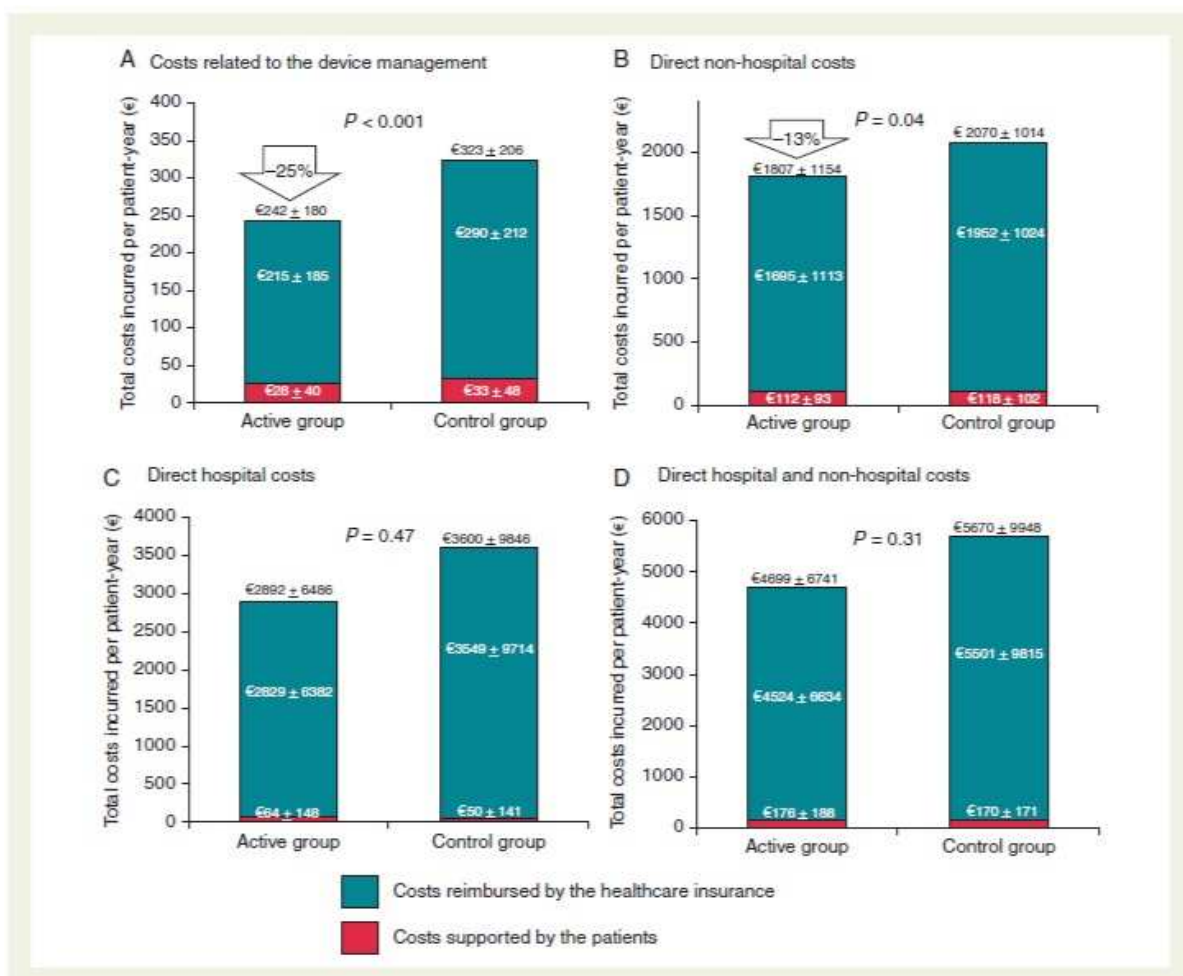 A Costs related to the device management
Total costs incurred per patient-year (€)
400
350
300
250
200
150
100
50
0
P < 0.001
–25%
€242 ± 180
€215 ± 185
€28 ± 40
€323 ± 206
€290 ± 212
€33 ± 48
Active group
Control group
B Direct non-hospital costs
Total costs incurred per patient-year (€)
2000
1500
1000
500
0
–13%
P = 0.04
€1807 ± 1154
€1695 ± 1113
€112 ± 93
€ 2070 ± 1014
€1952 ± 1024
€118 ± 102
Active group
Control group
C Direct hospital costs
Total costs incurred per patient-year (€)
4000
3500
3000
2500
2000
1500
1000
500
0
P = 0.47
€2892 ± 6486
€2829 ± 6382
€64 ± 148
€3600 ± 9846
€3549 ± 9714
€50 ± 141
Active group
Control group
D Direct hospital and non-hospital costs
Total costs incurred per patient-year (€)
6000
5000
4000
3000
2000
1000
0
P = 0.31
€4699 ± 6741
€4524 ± 6634
€176 ± 188
€5670 ± 9948
€5501 ± 9815
€170 ± 171
Active group
Control group
Costs reimbursed by the healthcare insurance
Costs supported by the patients